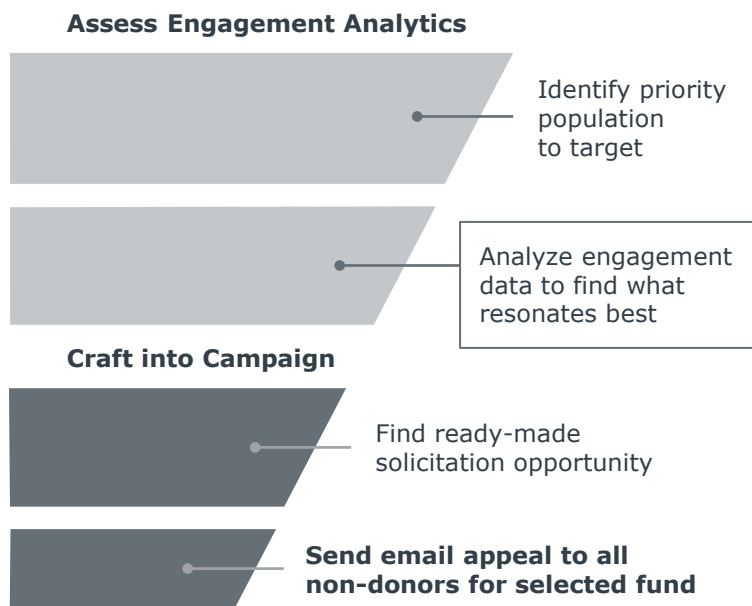 Assess Engagement Analytics
Identify priority
population
to target
Analyze engagement
data to find what
resonates best
Craft into Campaign
Find ready-made
solicitation opportunity
Send email appeal to all
non-donors for selected fund